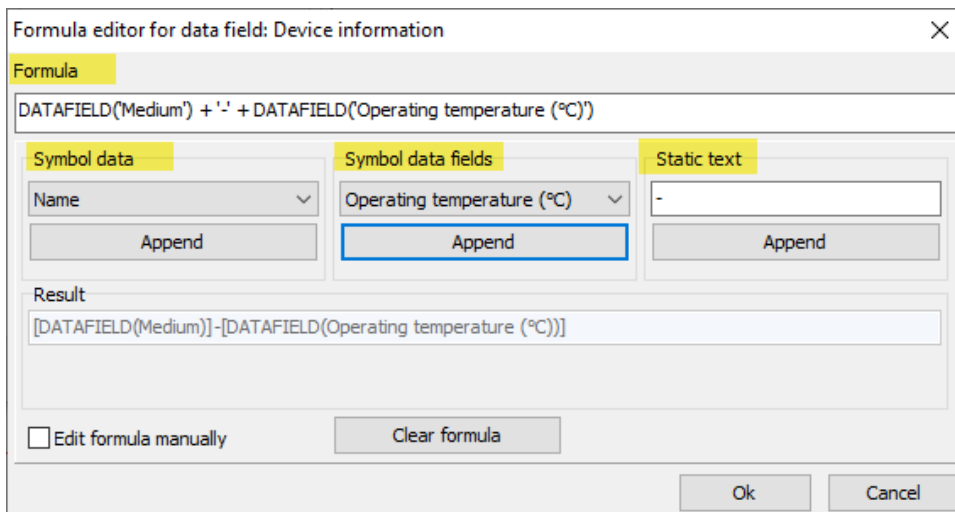 Formula editor for data field: Device information
Formula
DATAFIELD('Medium') + '-' + DATAFIELD('Operating temperature (°C)')
Symbol data
Symbol data fields
Static text
Name
Operating temperature (°C)
-
Append
Append
Append
Result
[DATAFIELD(Medium)]-[DATAFIELD(Operating temperature (°C))]
Edit formula manually
Clear formula
Ok
Cancel